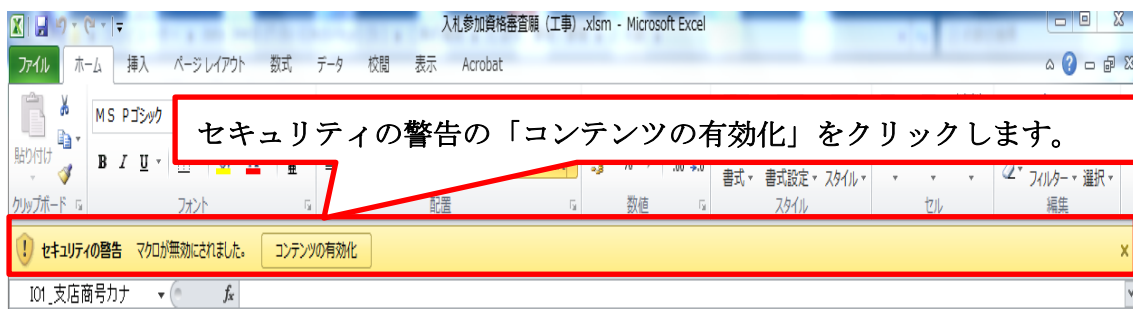 入札参加資格審査願（工事）.xlsm - Microsoft Excel
ファイル ホーム 挿入 ページレイアウト 数式 データ 校閲 表示 Acrobat
ＭＳ Ｐゴシック
セキュリティの警告の「コンテンツの有効化」をクリックします。
貼り付け B I U
書式 書式設定 スタイル フィルター 選択
クリップボード フォント 配置 数値 スタイル セル 編集
セキュリティの警告 マクロが無効にされました。 コンテンツの有効化
I01_支店商号カナ fx